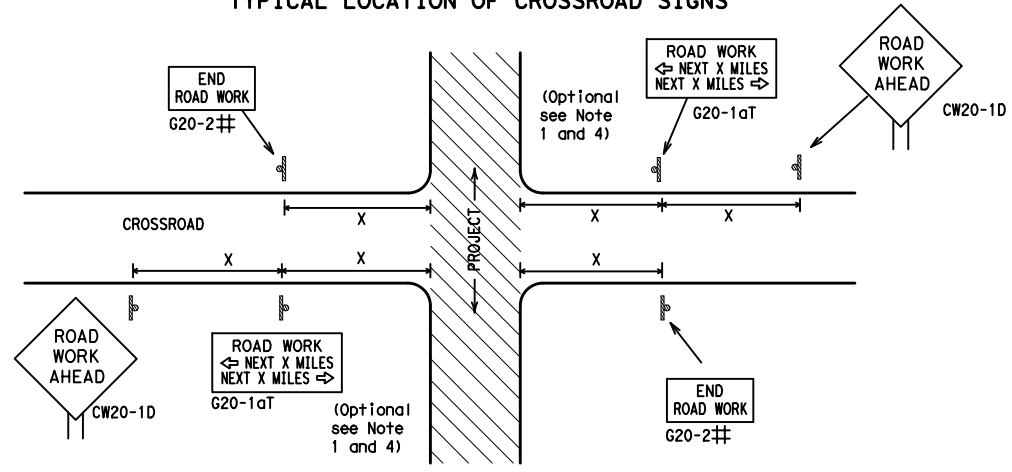 TYPICAL LOCATION OF CROSSROAD SIGNS
END
ROAD WORK
G20-2‡‡
ROAD WORK
⇦ NEXT X MILES
NEXT X MILES ⇨
G20-1aT
(Optional
see Note
1 and 4)
ROAD
WORK
AHEAD
CW20-1D
X
X
X
CROSSROAD
PROJECT
X
X
X
ROAD
WORK
AHEAD
CW20-1D
ROAD WORK
⇦ NEXT X MILES
NEXT X MILES ⇨
G20-1aT
(Optional
see Note
1 and 4)
END
ROAD WORK
G20-2‡‡